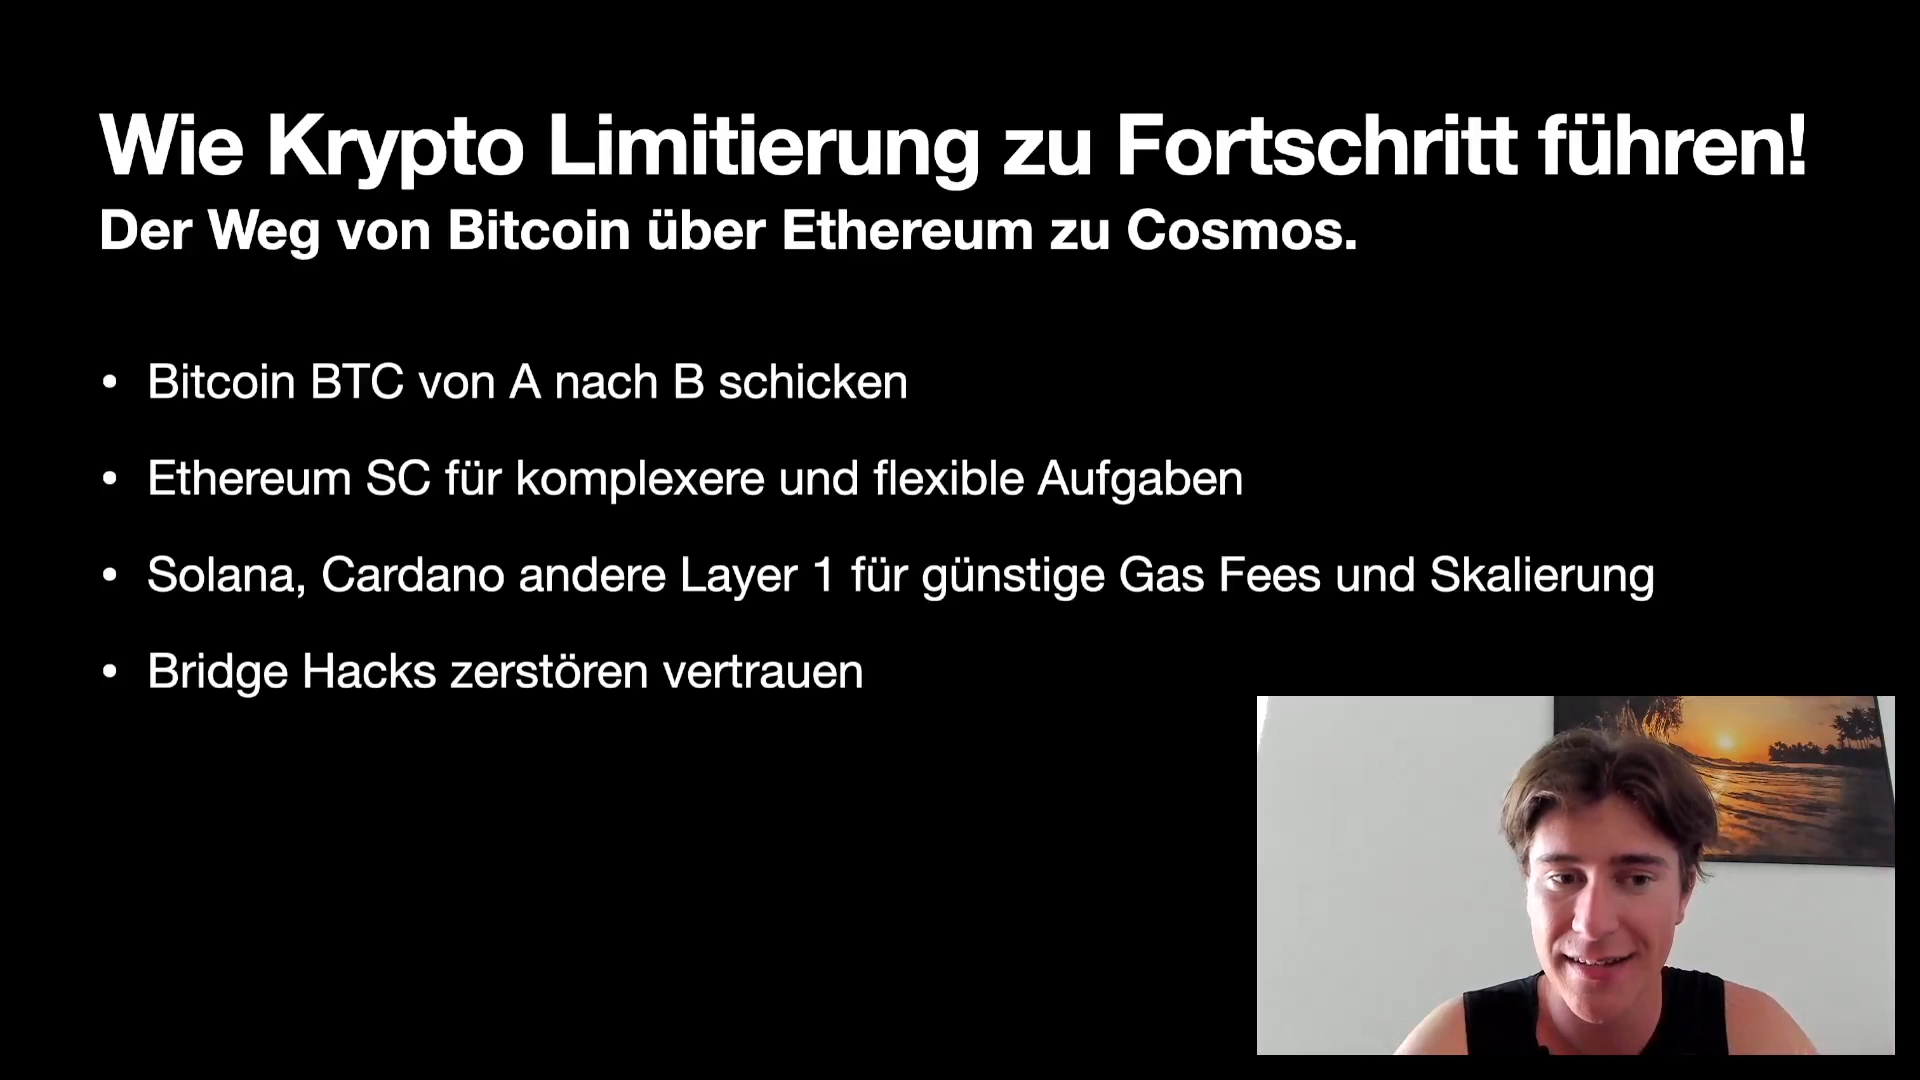 Wie Krypto Limitierung zu Fortschritt führen!
Der Weg von Bitcoin über Ethereum zu Cosmos.
• Bitcoin BTC von A nach B schicken
• Ethereum SC für komplexere und flexible Aufgaben
• Solana, Cardano andere Layer 1 für günstige Gas Fees und Skalierung
• Bridge Hacks zerstören vertrauen